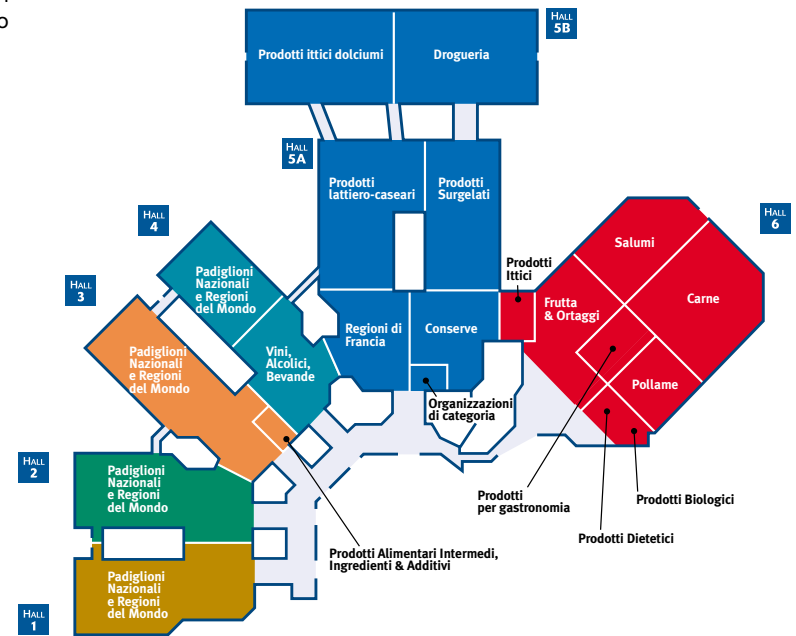 o
HALL
5B
Prodotti ittici dolciumi
Drogueria
HALL
5A
Prodotti
lattiero-caseari
Prodotti
Surgelati
HALL
4
HALL
6
Salumi
Prodotti
Ittici
Padiglioni
Nazionali
e Regioni
del Mondo
HALL
3
Carne
Frutta
& Ortaggi
Regioni di
Francia
Conserve
Vini,
Alcolici,
Bevande
Padiglioni
Nazionali
e Regioni
del Mondo
Pollame
Organizzazioni
di categoria
HALL
2
Padiglioni
Nazionali
e Regioni
del Mondo
Prodotti
per gastronomia
Prodotti Biologici
Prodotti Dietetici
Prodotti Alimentari Intermedi,
Ingredienti & Additivi
Padiglioni
Nazionali
e Regioni
del Mondo
HALL
1